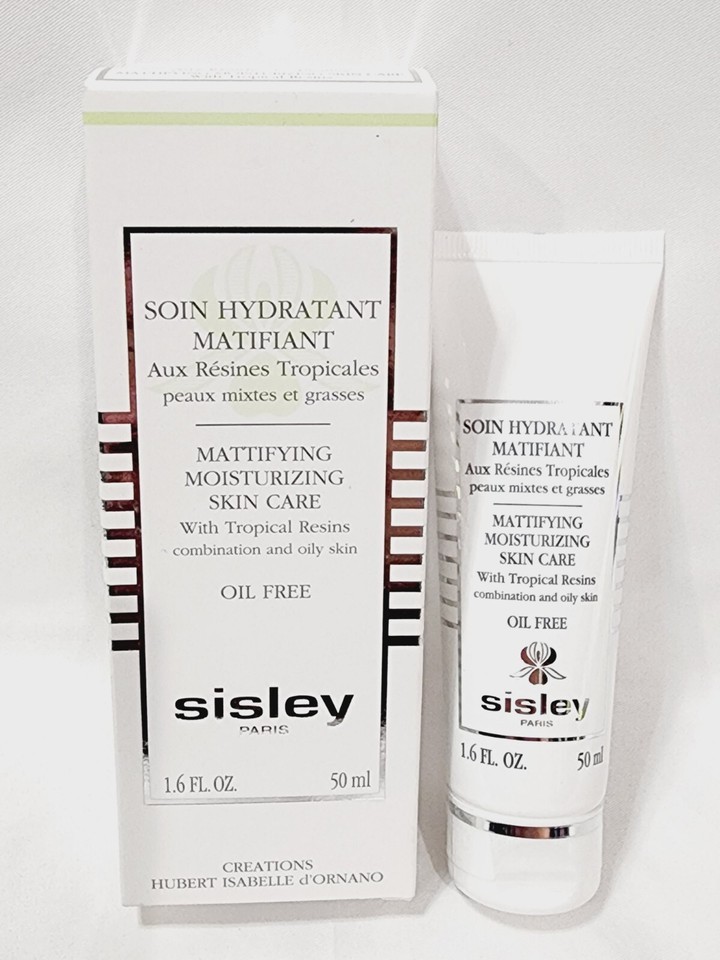 SOIN HYDRATANT
MATIFIANT
Aux Résines Tropicales
peaux mixtes et grasses
MATTIFYING
MOISTURIZING
SKIN CARE
With Tropical Resins
combination and oily skin
OIL FREE
sisley
PARIS
1.6 FL. OZ. 50 ml
CREATIONS
HUBERT ISABELLE d'ORNANO
SOIN HYDRATANT
MATIFIANT
Aux Résines Tropicales
peaux mixtes et grasses
MATTIFYING
MOISTURIZING
SKIN CARE
With Tropical Resins
combination and oily skin
OIL FREE
sisley
PARIS
1.6 FL. OZ. 50 ml